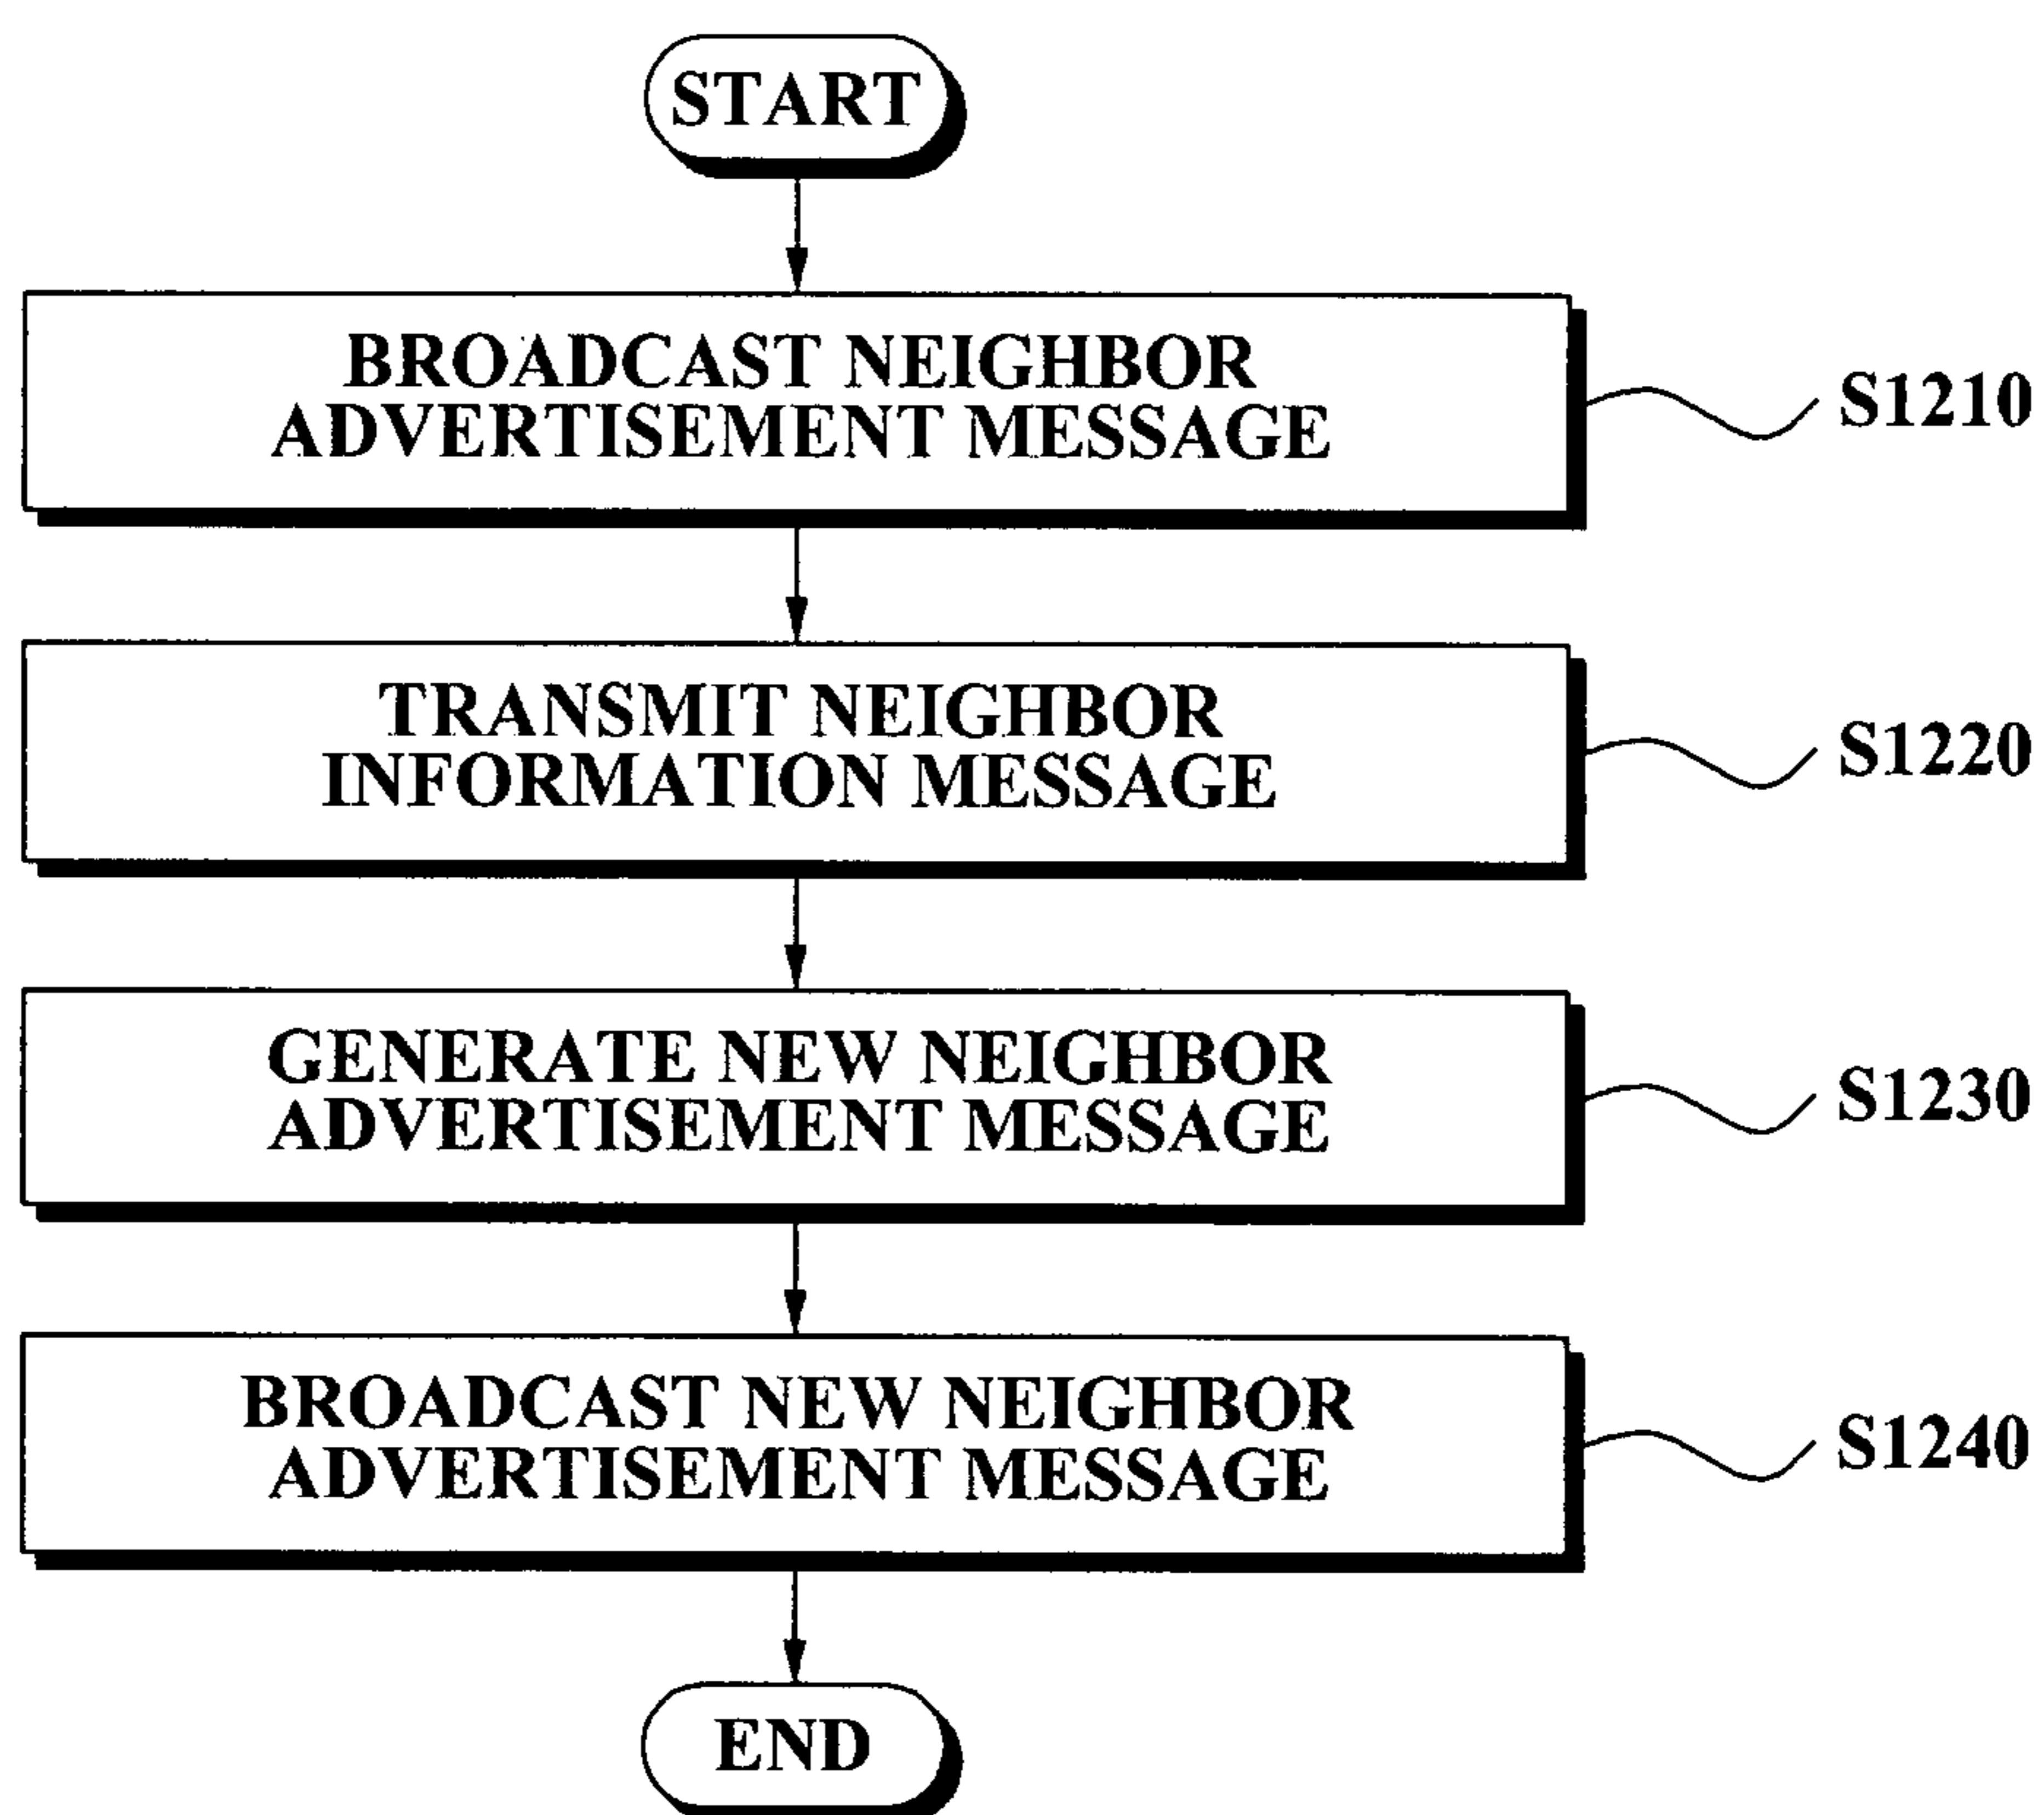 START
BROADCAST NEIGHBOR
ADVERTISEMENT MESSAGE
S1210
TRANSMIT NEIGHBOR
INFORMATION MESSAGE
S1220
GENERATE NEW NEIGHBOR
ADVERTISEMENT MESSAGE
S1230
BROADCAST NEW NEIGHBOR
ADVERTISEMENT MESSAGE
S1240
END